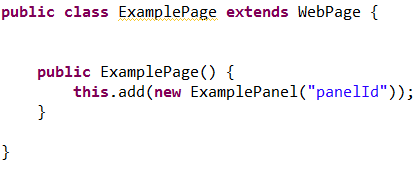 public class ExamplePage extends WebPage {
public ExamplePage() {
this.add(new ExamplePanel("panelId"));
}
}